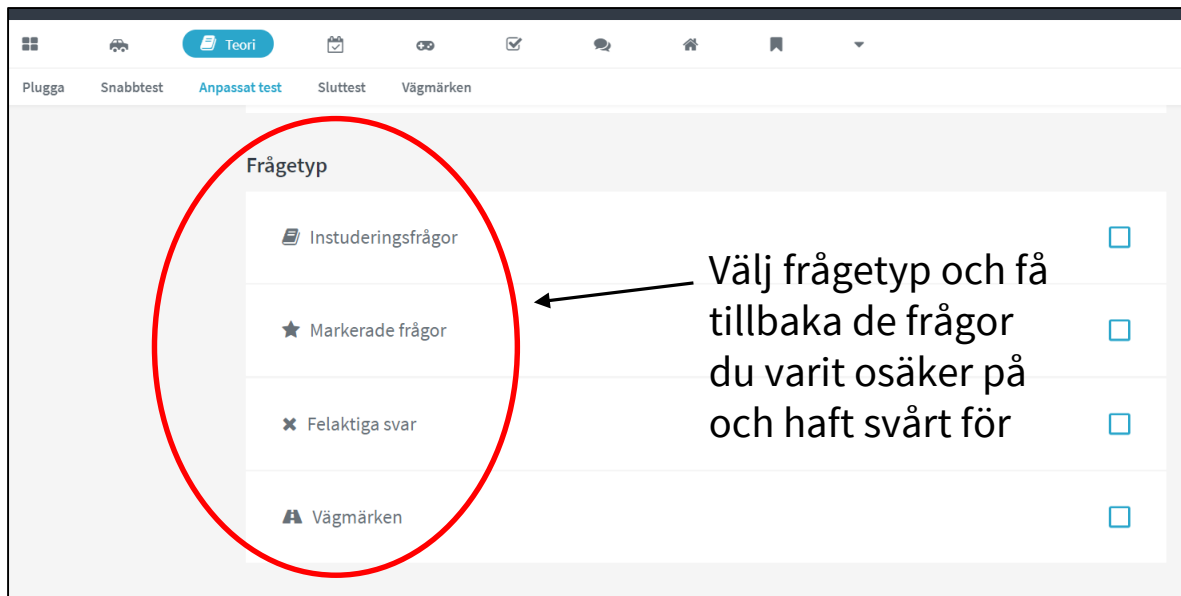 Teori
Plugga Snabbtest Anpassat test Sluttest Vägmärken
Frågetyp
Instuderingsfrågor
Markerade frågor
Felaktiga svar
Vägmärken
Välj frågetyp och få
tillbaka de frågor
du varit osäker på
och haft svårt för